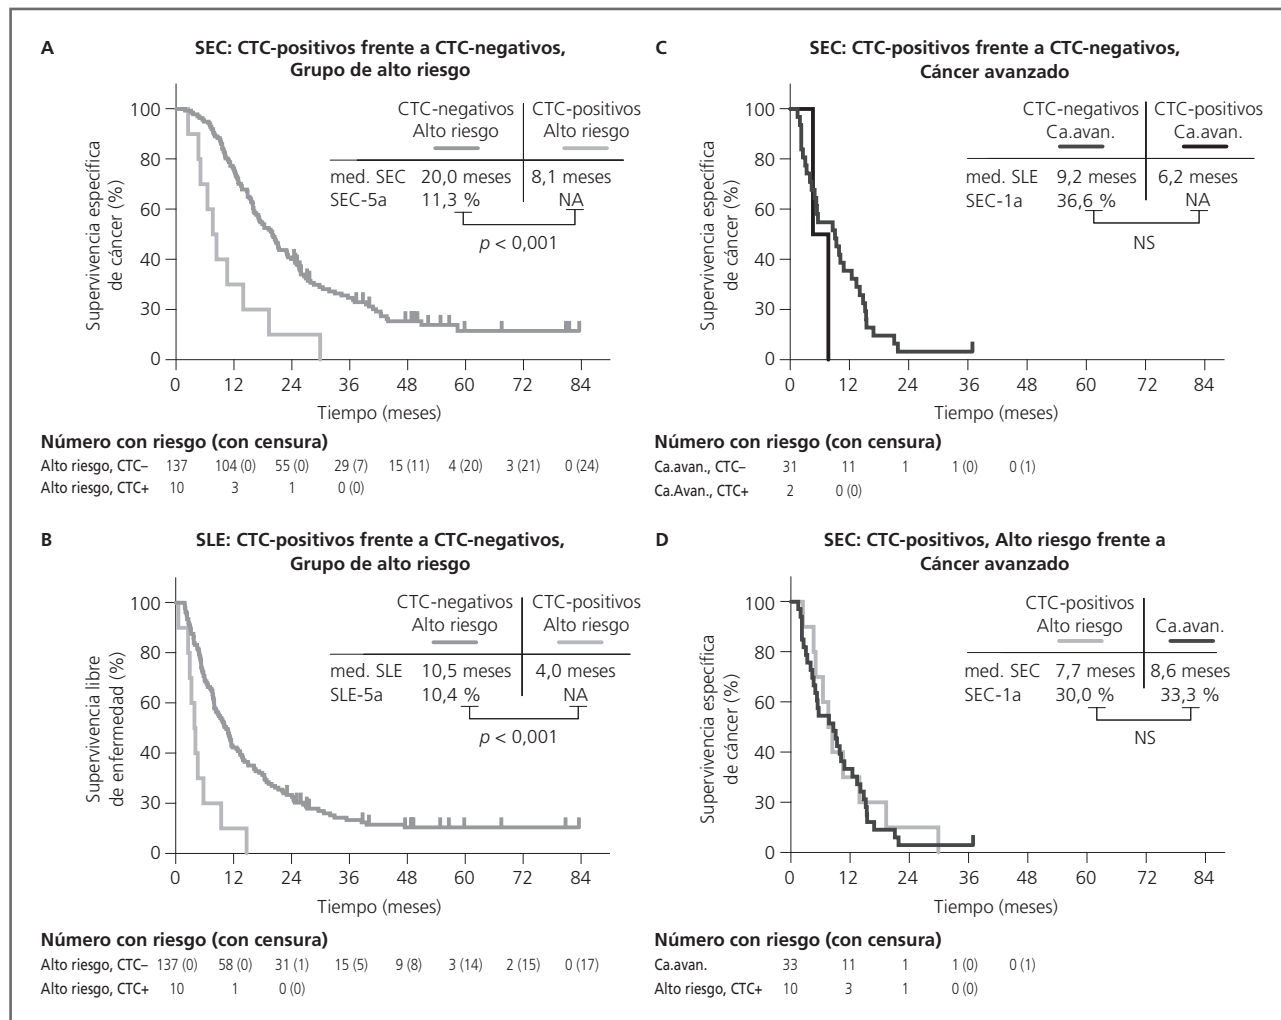 A
SEC: CTC-positivos frente a CTC-negativos,
Grupo de alto riesgo
Supervivencia específica
de cáncer (%)
100
80
60
40
30
0
CTC-negativos CTC-positivos
Alto riesgo Alto riesgo
med. SEC 20,0 meses 8,1 meses
SEC-5a 11,3 % NA
p < 0,001
0 12 24 36 48 60 72 84
Tiempo (meses)
Número con riesgo (con censura)
Alto riesgo, CTC– 137 104 (0) 55 (0) 29 (7) 15 (11) 4 (20) 3 (21) 0 (24)
Alto riesgo, CTC+ 10 3 1 0 (0)
B
SLE: CTC-positivos frente a CTC-negativos,
Grupo de alto riesgo
Supervivencia libre
de enfermedad (%)
100
80
60
40
30
0
CTC-negativos CTC-positivos
Alto riesgo Alto riesgo
med. SLE 10,5 meses 4,0 meses
SLE-5a 10,4 % NA
p < 0,001
0 12 24 36 48 60 72 84
Tiempo (meses)
Número con riesgo (con censura)
Alto riesgo, CTC– 137 (0) 58 (0) 31 (1) 15 (5) 9 (8) 3 (14) 2 (15) 0 (17)
Alto riesgo, CTC+ 10 1 0 (0)
C
SEC: CTC-positivos frente a CTC-negativos,
Cáncer avanzado
Supervivencia específica
de cáncer (%)
100
80
60
40
30
0
CTC-negativos CTC-positivos
Ca.avan. Ca.avan.
med. SLE 9,2 meses 6,2 meses
SEC-1a 36,6 % NA
NS
0 12 24 36 48 60 72 84
Tiempo (meses)
Número con riesgo (con censura)
Ca.avan., CTC– 31 11 1 1 (0) 0 (1)
Ca.Avan., CTC+ 2 0 (0)
D
SEC: CTC-positivos, Alto riesgo frente a
Cáncer avanzado
Supervivencia específica
de cáncer (%)
100
80
60
40
30
0
CTC-positivos
Alto riesgo Ca.avan.
med. SEC 7,7 meses 8,6 meses
SEC-1a 30,0 % 33,3 %
NS
0 12 24 36 48 60 72 84
Tiempo (meses)
Número con riesgo (con censura)
Ca.avan. 33 11 1 1 (0) 0 (1)
Alto riesgo, CTC+ 10 3 1 0 (0)